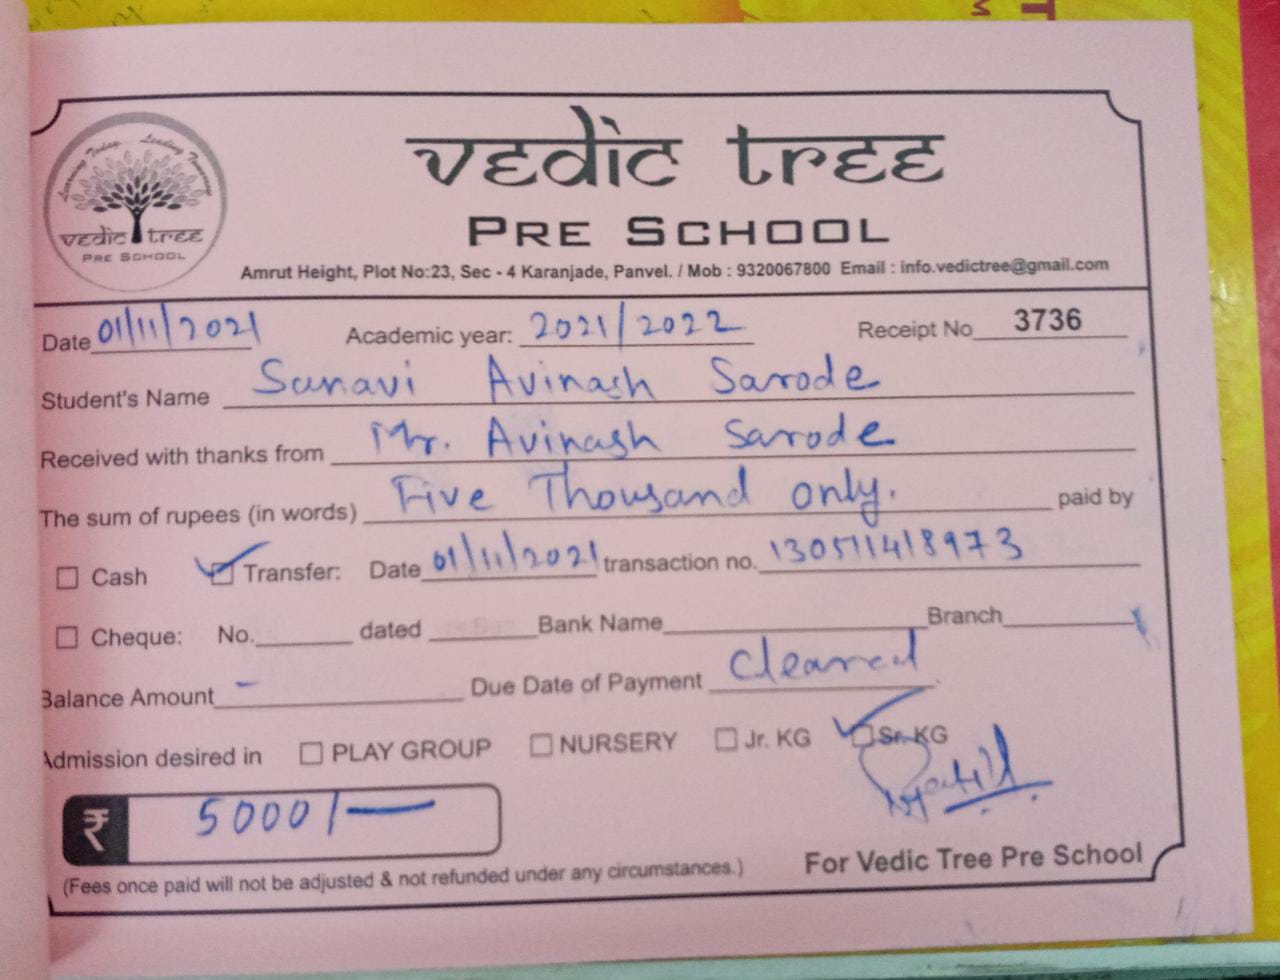 Learning Today... Leading Tomorrow
vedic tree
PRE SCHOOL
vedic tree
PRE SCHOOL
Amrut Height, Plot No:23, Sec - 4 Karanjade, Panvel. / Mob : 9320067800 Email : info.vedictree@gmail.com
Date 01/11/2021 Academic year: 2021/2022 Receipt No 3736
Student's Name Sanavi Avinash Sarode
Received with thanks from Mr. Avinash Sarode
The sum of rupees (in words) Five Thousand only. paid by
☐ Cash ☑ Transfer: Date 01/11/2021 transaction no. 130511418973
☐ Cheque: No. dated Bank Name Branch
Balance Amount - Due Date of Payment Cleared
Admission desired in ☐ PLAY GROUP ☐ NURSERY ☐ Jr. KG ☑ Sr. KG
₹ 5000/-
(Fees once paid will not be adjusted & not refunded under any circumstances.) For Vedic Tree Pre School